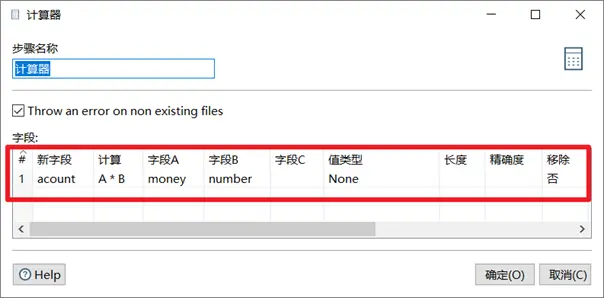 计算器
步骤名称
计算器
Throw an error on non existing files
字段:
# 新字段 计算 字段A 字段B 字段C 值类型 长度 精确度 移除
1 acount A * B money number None 否
Help 确定(O) 取消(C)